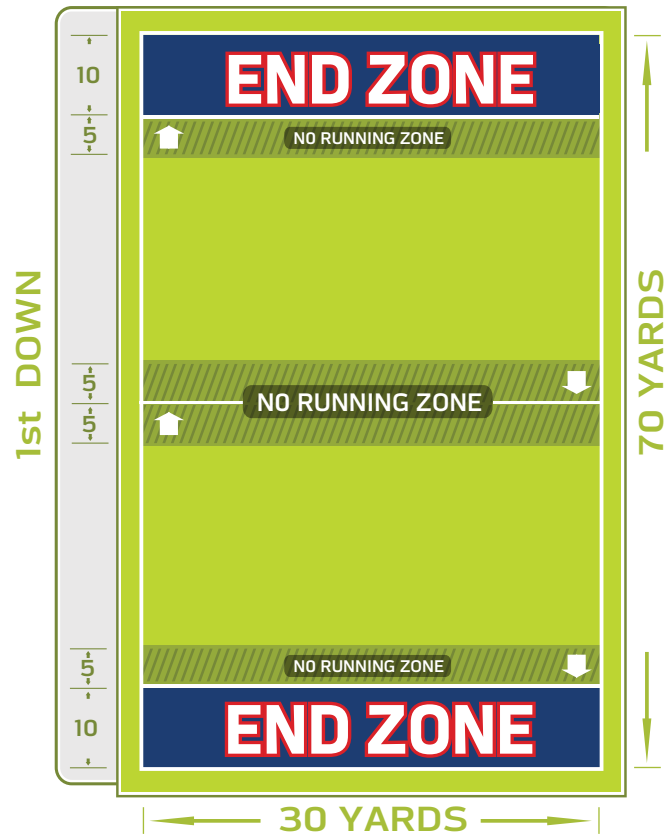 10
END ZONE
5
NO RUNNING ZONE
1st DOWN
70 YARDS
5
NO RUNNING ZONE
5
5
NO RUNNING ZONE
10
END ZONE
30 YARDS